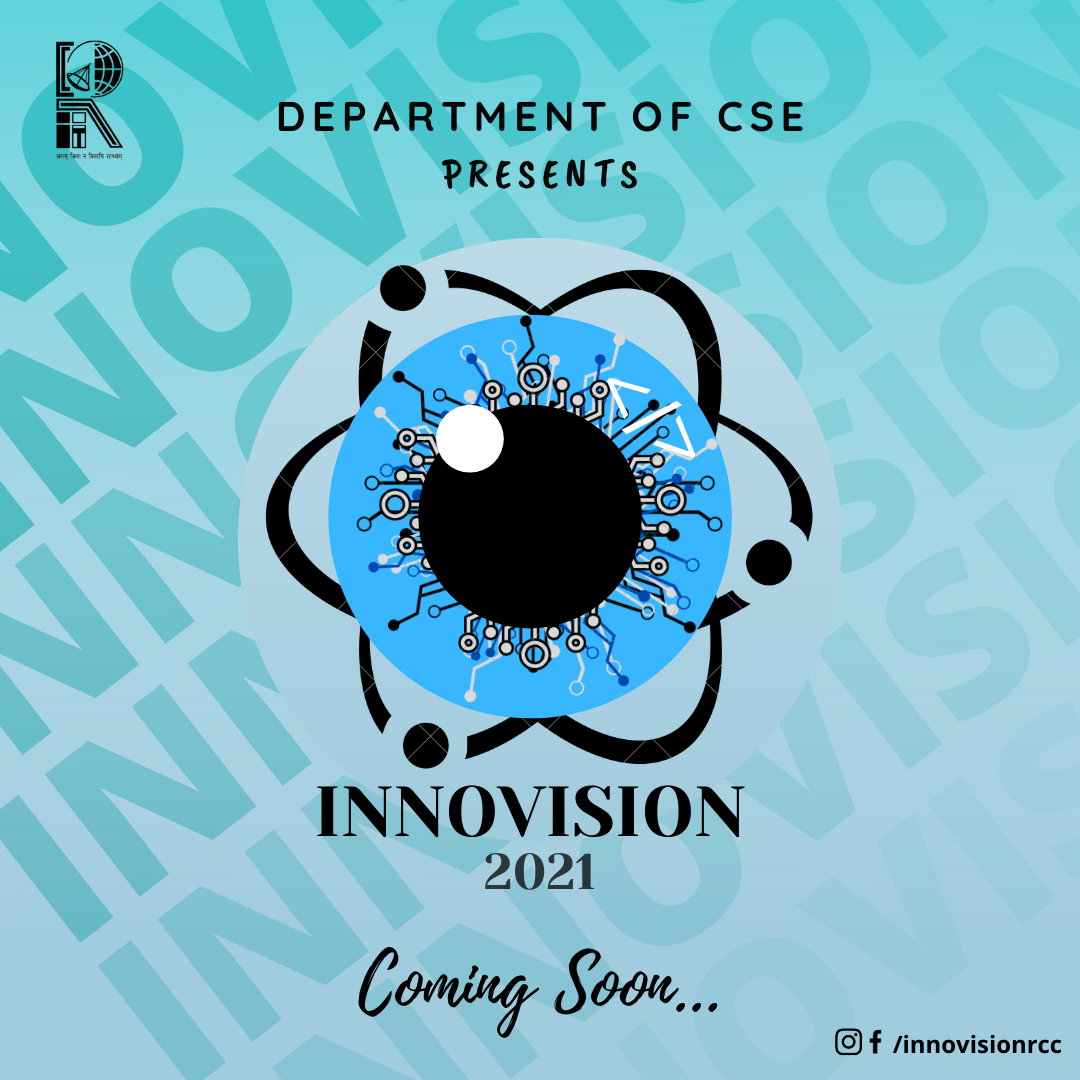 DEPARTMENT OF CSE
PRESENTS
</>
INNOVISION
2021
Coming Soon...
/innovisionrcc